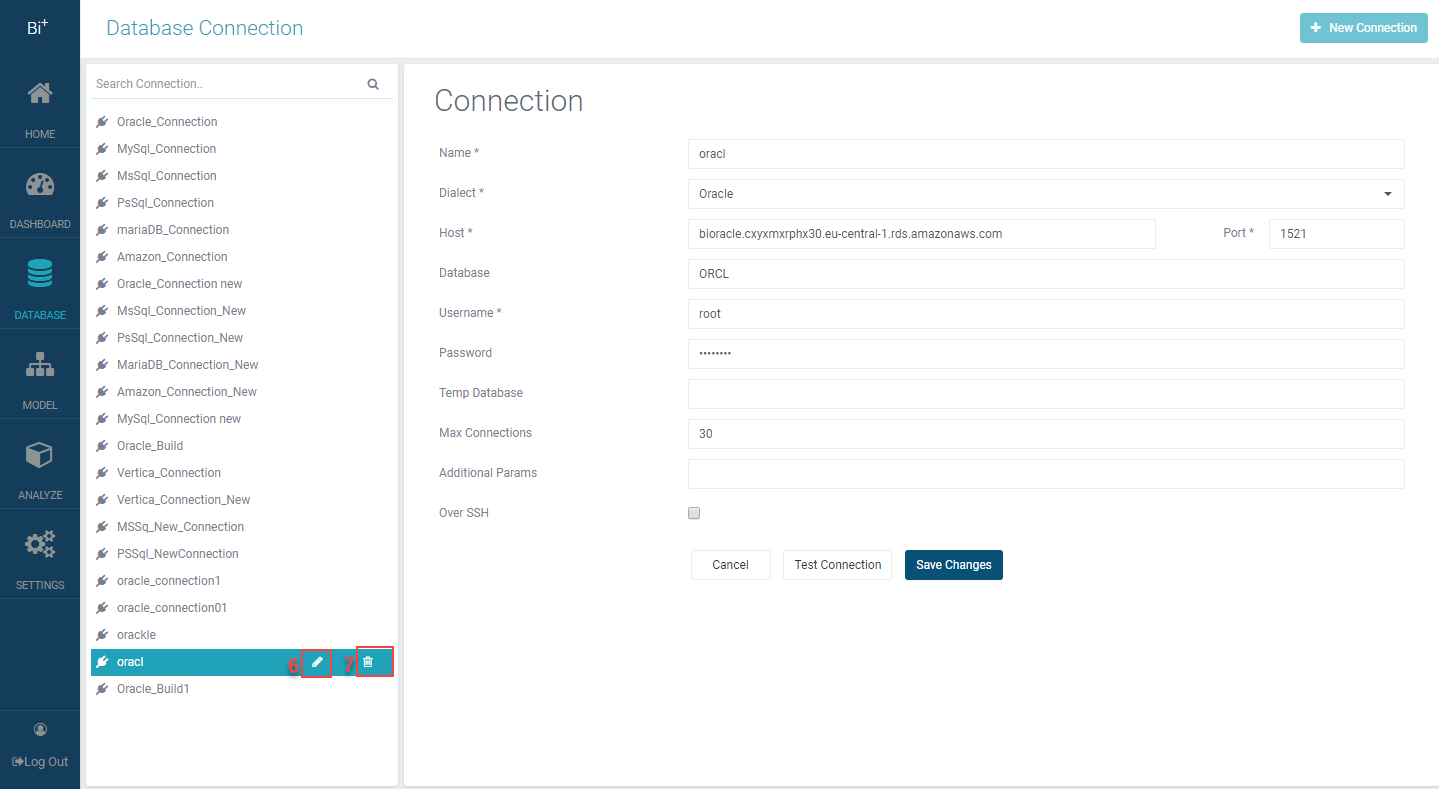 Bi+
Database Connection
+ New Connection
HOME
DASHBOARD
DATABASE
MODEL
ANALYZE
SETTINGS
Log Out
Search Connection..
Oracle_Connection
MySql_Connection
MsSql_Connection
PsSql_Connection
mariaDB_Connection
Amazon_Connection
Oracle_Connection new
MsSql_Connection_New
PsSql_Connection_New
MariaDB_Connection_New
Amazon_Connection_New
MySql_Connection new
Oracle_Build
Vertica_Connection
Vertica_Connection_New
MSSq_New_Connection
PSSql_NewConnection
oracle_connection1
oracle_connection01
orackle
oracl 6 7
Oracle_Build1
Connection
Name * oracl
Dialect * Oracle
Host * bioracle.cxyxmxrphx30.eu-central-1.rds.amazonaws.com Port * 1521
Database ORCL
Username * root
Password ••••••••
Temp Database
Max Connections 30
Additional Params
Over SSH
Cancel Test Connection Save Changes